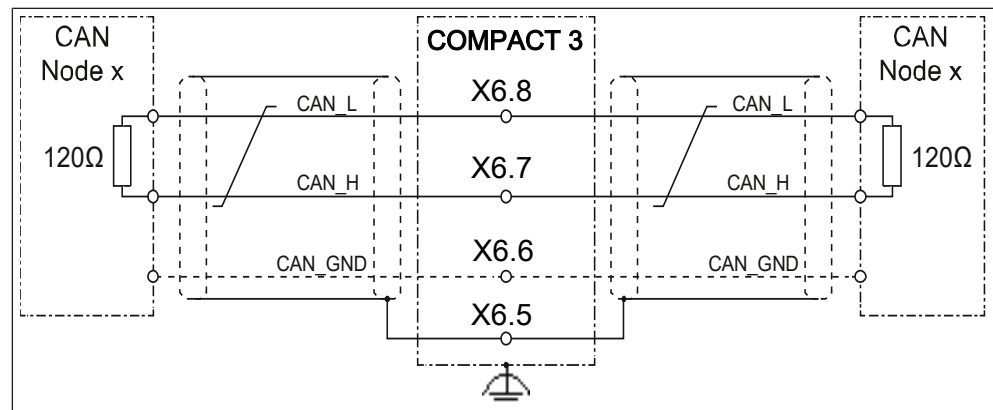 CAN
Node x
COMPACT 3
CAN
Node x
X6.8
CAN_L
CAN_L
120Ω
120Ω
X6.7
CAN_H
CAN_H
X6.6
CAN_GND
CAN_GND
X6.5